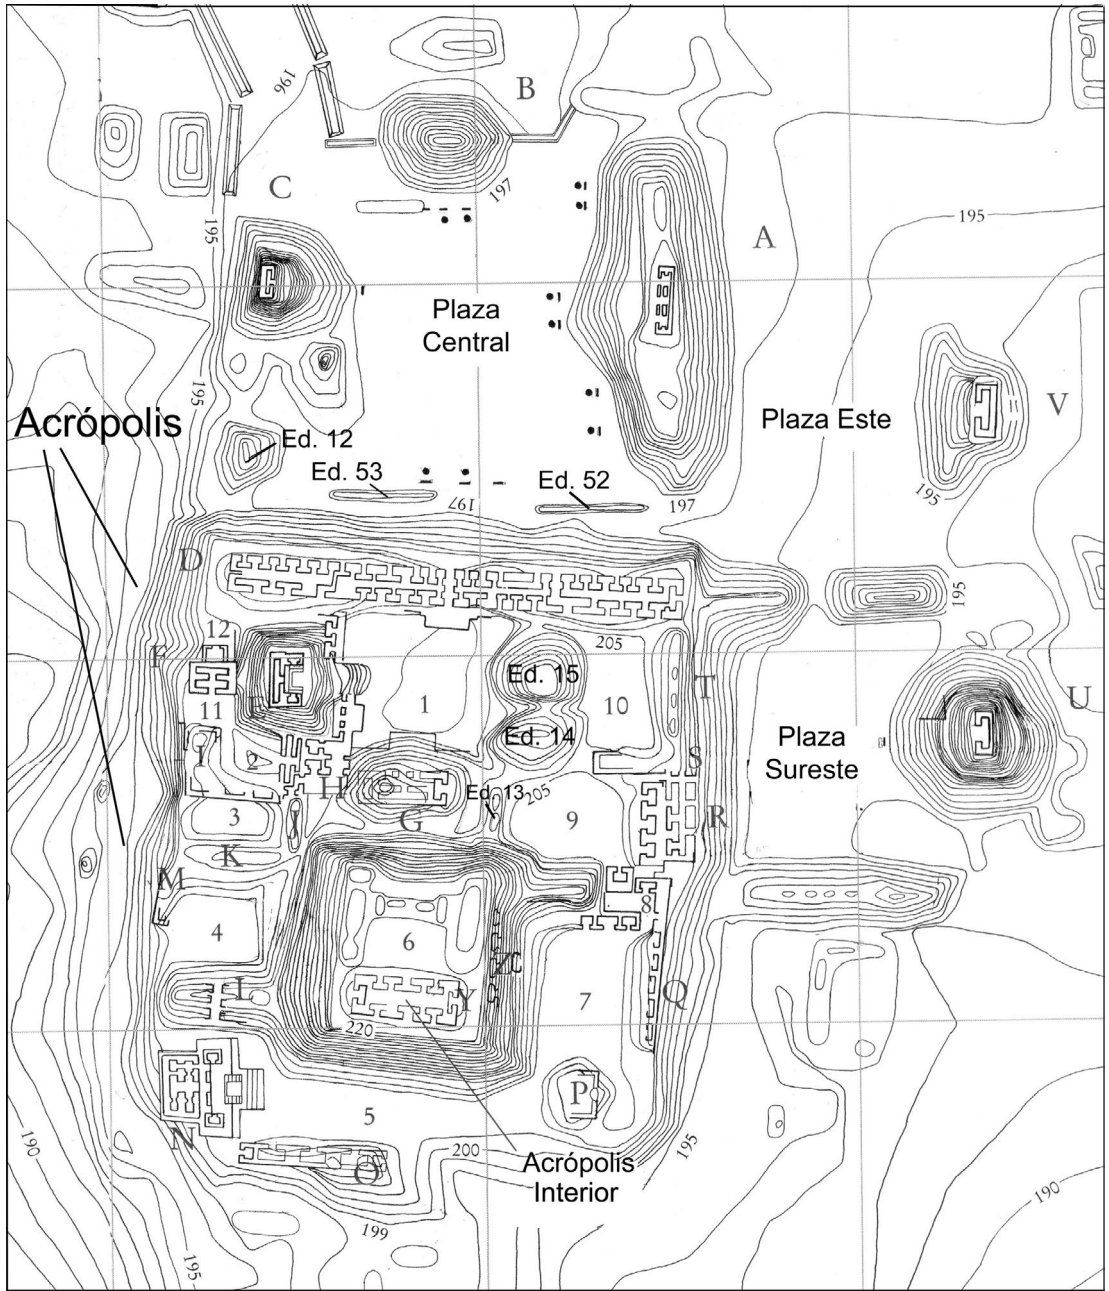 B
196
C
197
195
195
A
Plaza
Central
195
Acrópolis
Plaza Este
V
Ed. 12
Ed. 53
Ed. 52
197
197
195
D
195
12
205
F
Ed. 15
T
U
E
11
1
10
Ed. 14
Plaza
Sureste
I
2
S
H
Ed. 13
205
3
J
G
9
R
K
M
8
4
6
Z
L
Y
7
Q
220
P
5
190
N
195
O
200
Acrópolis
Interior
190
199
195